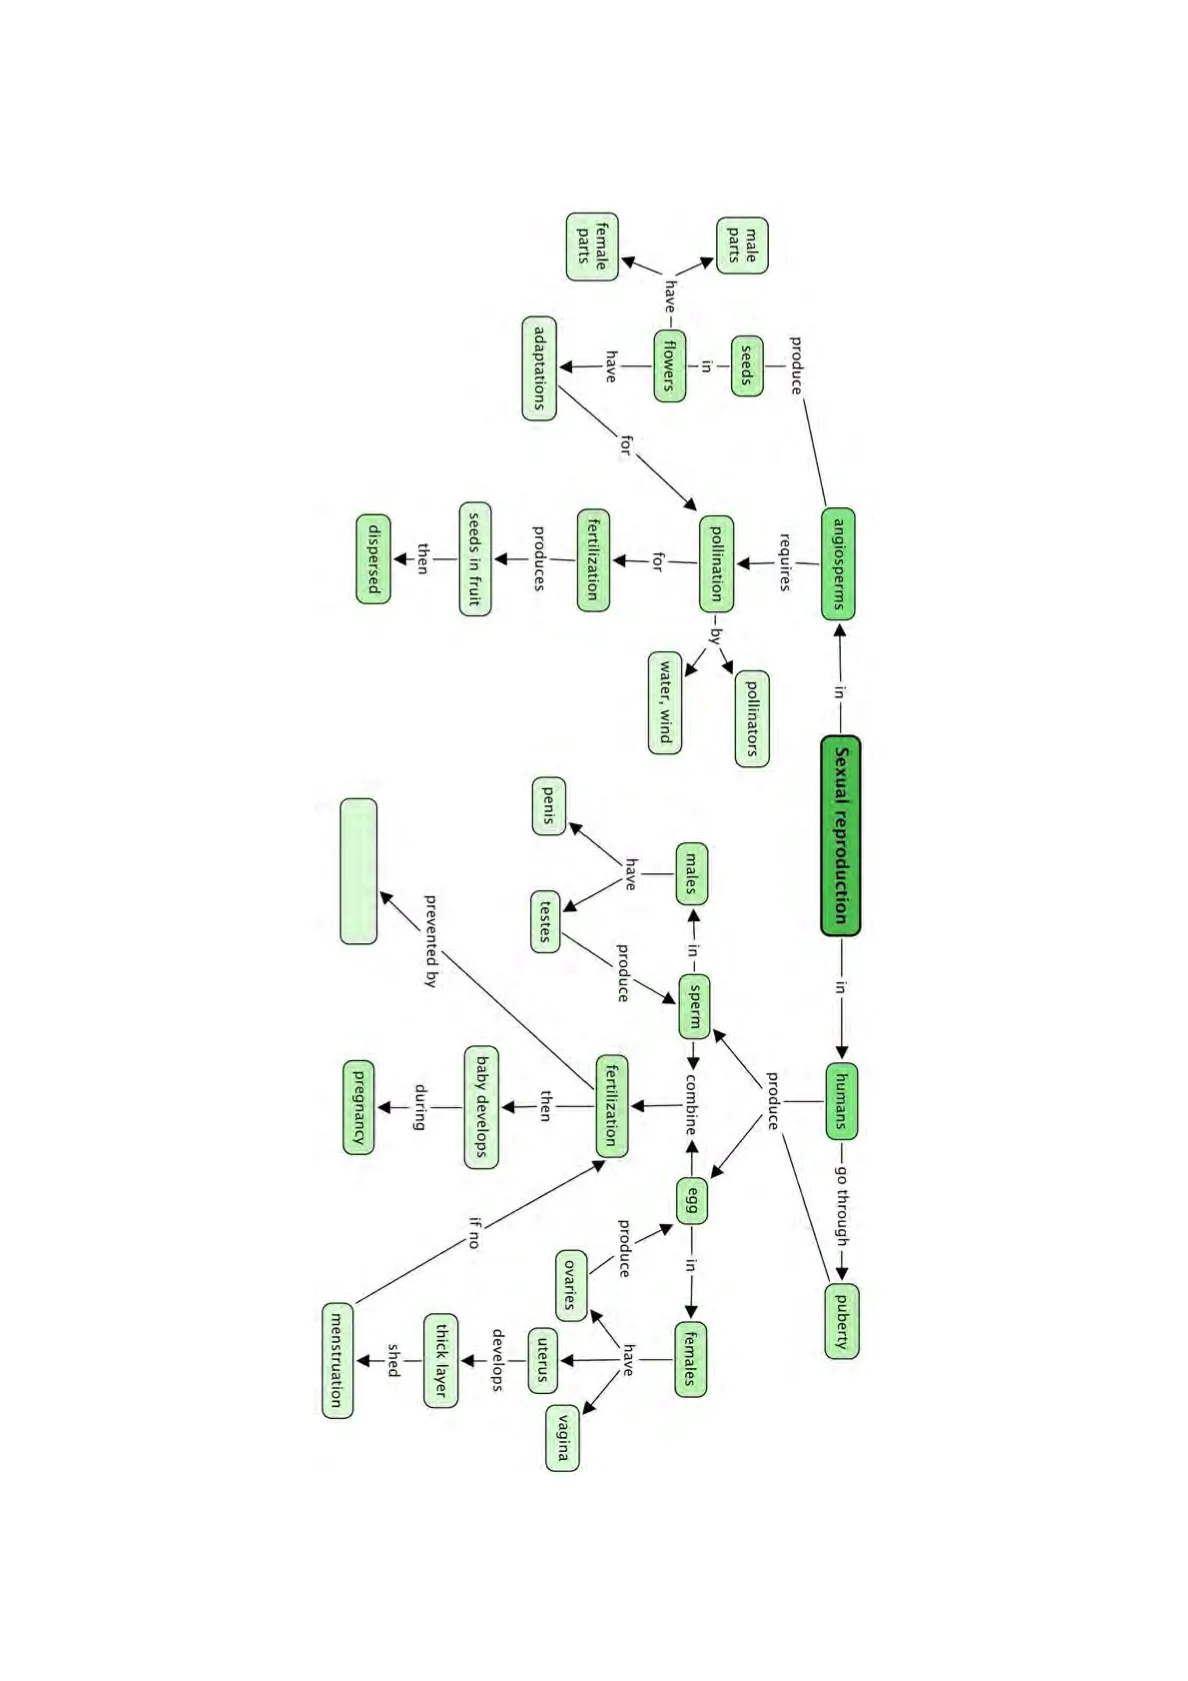 Sexual reproduction
in
in
angiosperms
humans
go through
puberty
produce
requires
produce
seeds
in
flowers
have
male
parts
female
parts
have
adaptations
for
pollination
by
pollinators
water, wind
for
fertilization
produces
seeds in fruit
then
dispersed
males
in
sperm
combine
egg
in
females
have
penis
testes
produce
fertilization
produce
ovaries
have
uterus
vagina
prevented by
then
baby develops
during
pregnancy
if no
develops
thick layer
shed
menstruation